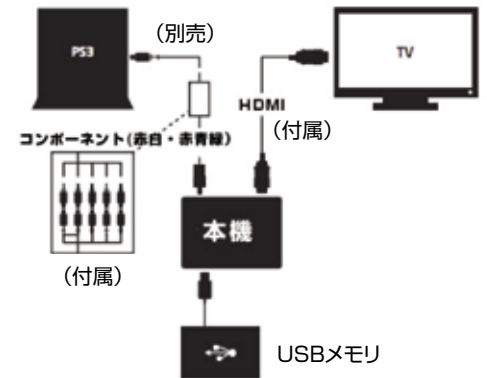 (別売)
PS3
TV
HDMI
(付属)
コンポーネント(赤白・赤青緑)
本機
(付属)
USBメモリ